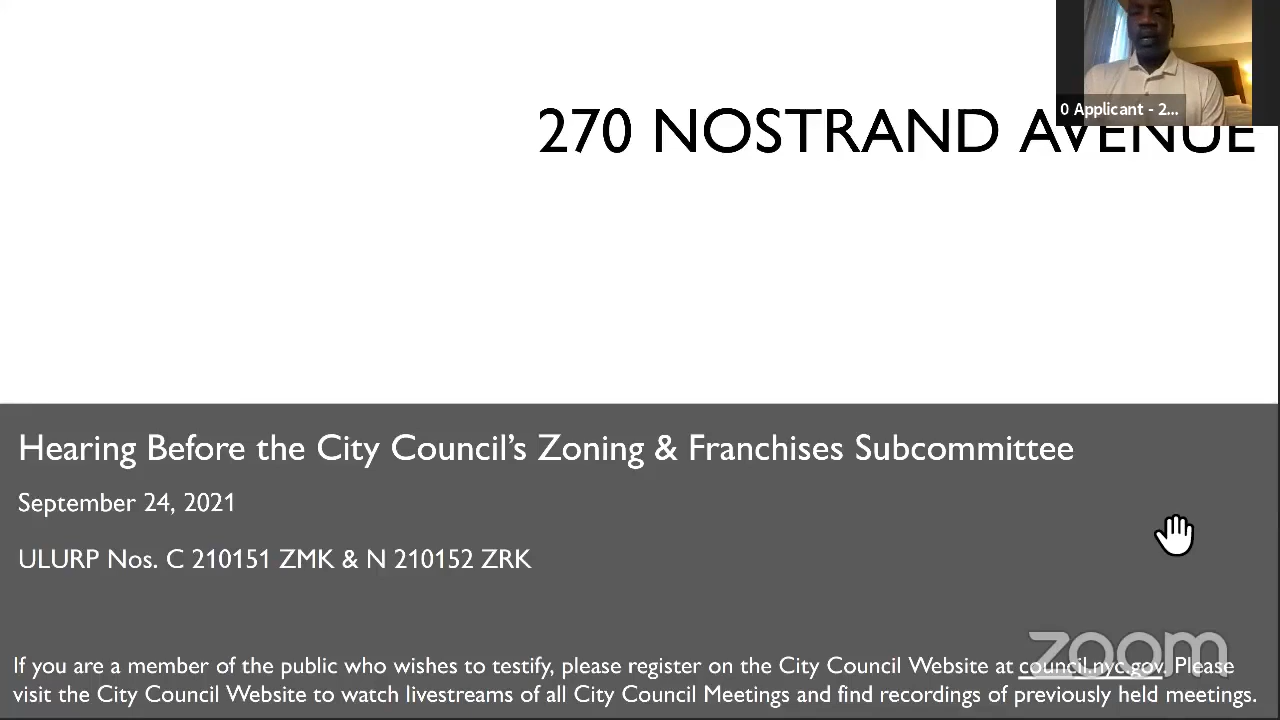 270 NOSTRAND AVENUE
0 Applicant - 2...
Hearing Before the City Council's Zoning & Franchises Subcommittee
September 24, 2021
ULURP Nos. C 210151 ZMK & N 210152 ZRK
zoom
If you are a member of the public who wishes to testify, please register on the City Council Website at council.nyc.gov. Please
visit the City Council Website to watch livestreams of all City Council Meetings and find recordings of previously held meetings.